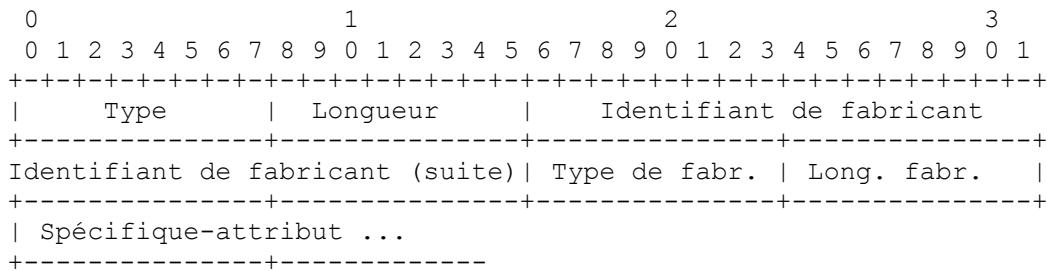 0                   1                   2                   3
 0 1 2 3 4 5 6 7 8 9 0 1 2 3 4 5 6 7 8 9 0 1 2 3 4 5 6 7 8 9 0 1
+-+-+-+-+-+-+-+-+-+-+-+-+-+-+-+-+-+-+-+-+-+-+-+-+-+-+-+-+-+-+-+-+
|     Type      |  Longueur     |    Identifiant de fabricant
+---------------+---------------+---------------+---------------+
Identifiant de fabricant (suite)| Type de fabr. | Long. fabr.   |
+---------------+---------------+---------------+---------------+
| Spécifique-attribut ...
+---------------+-------------